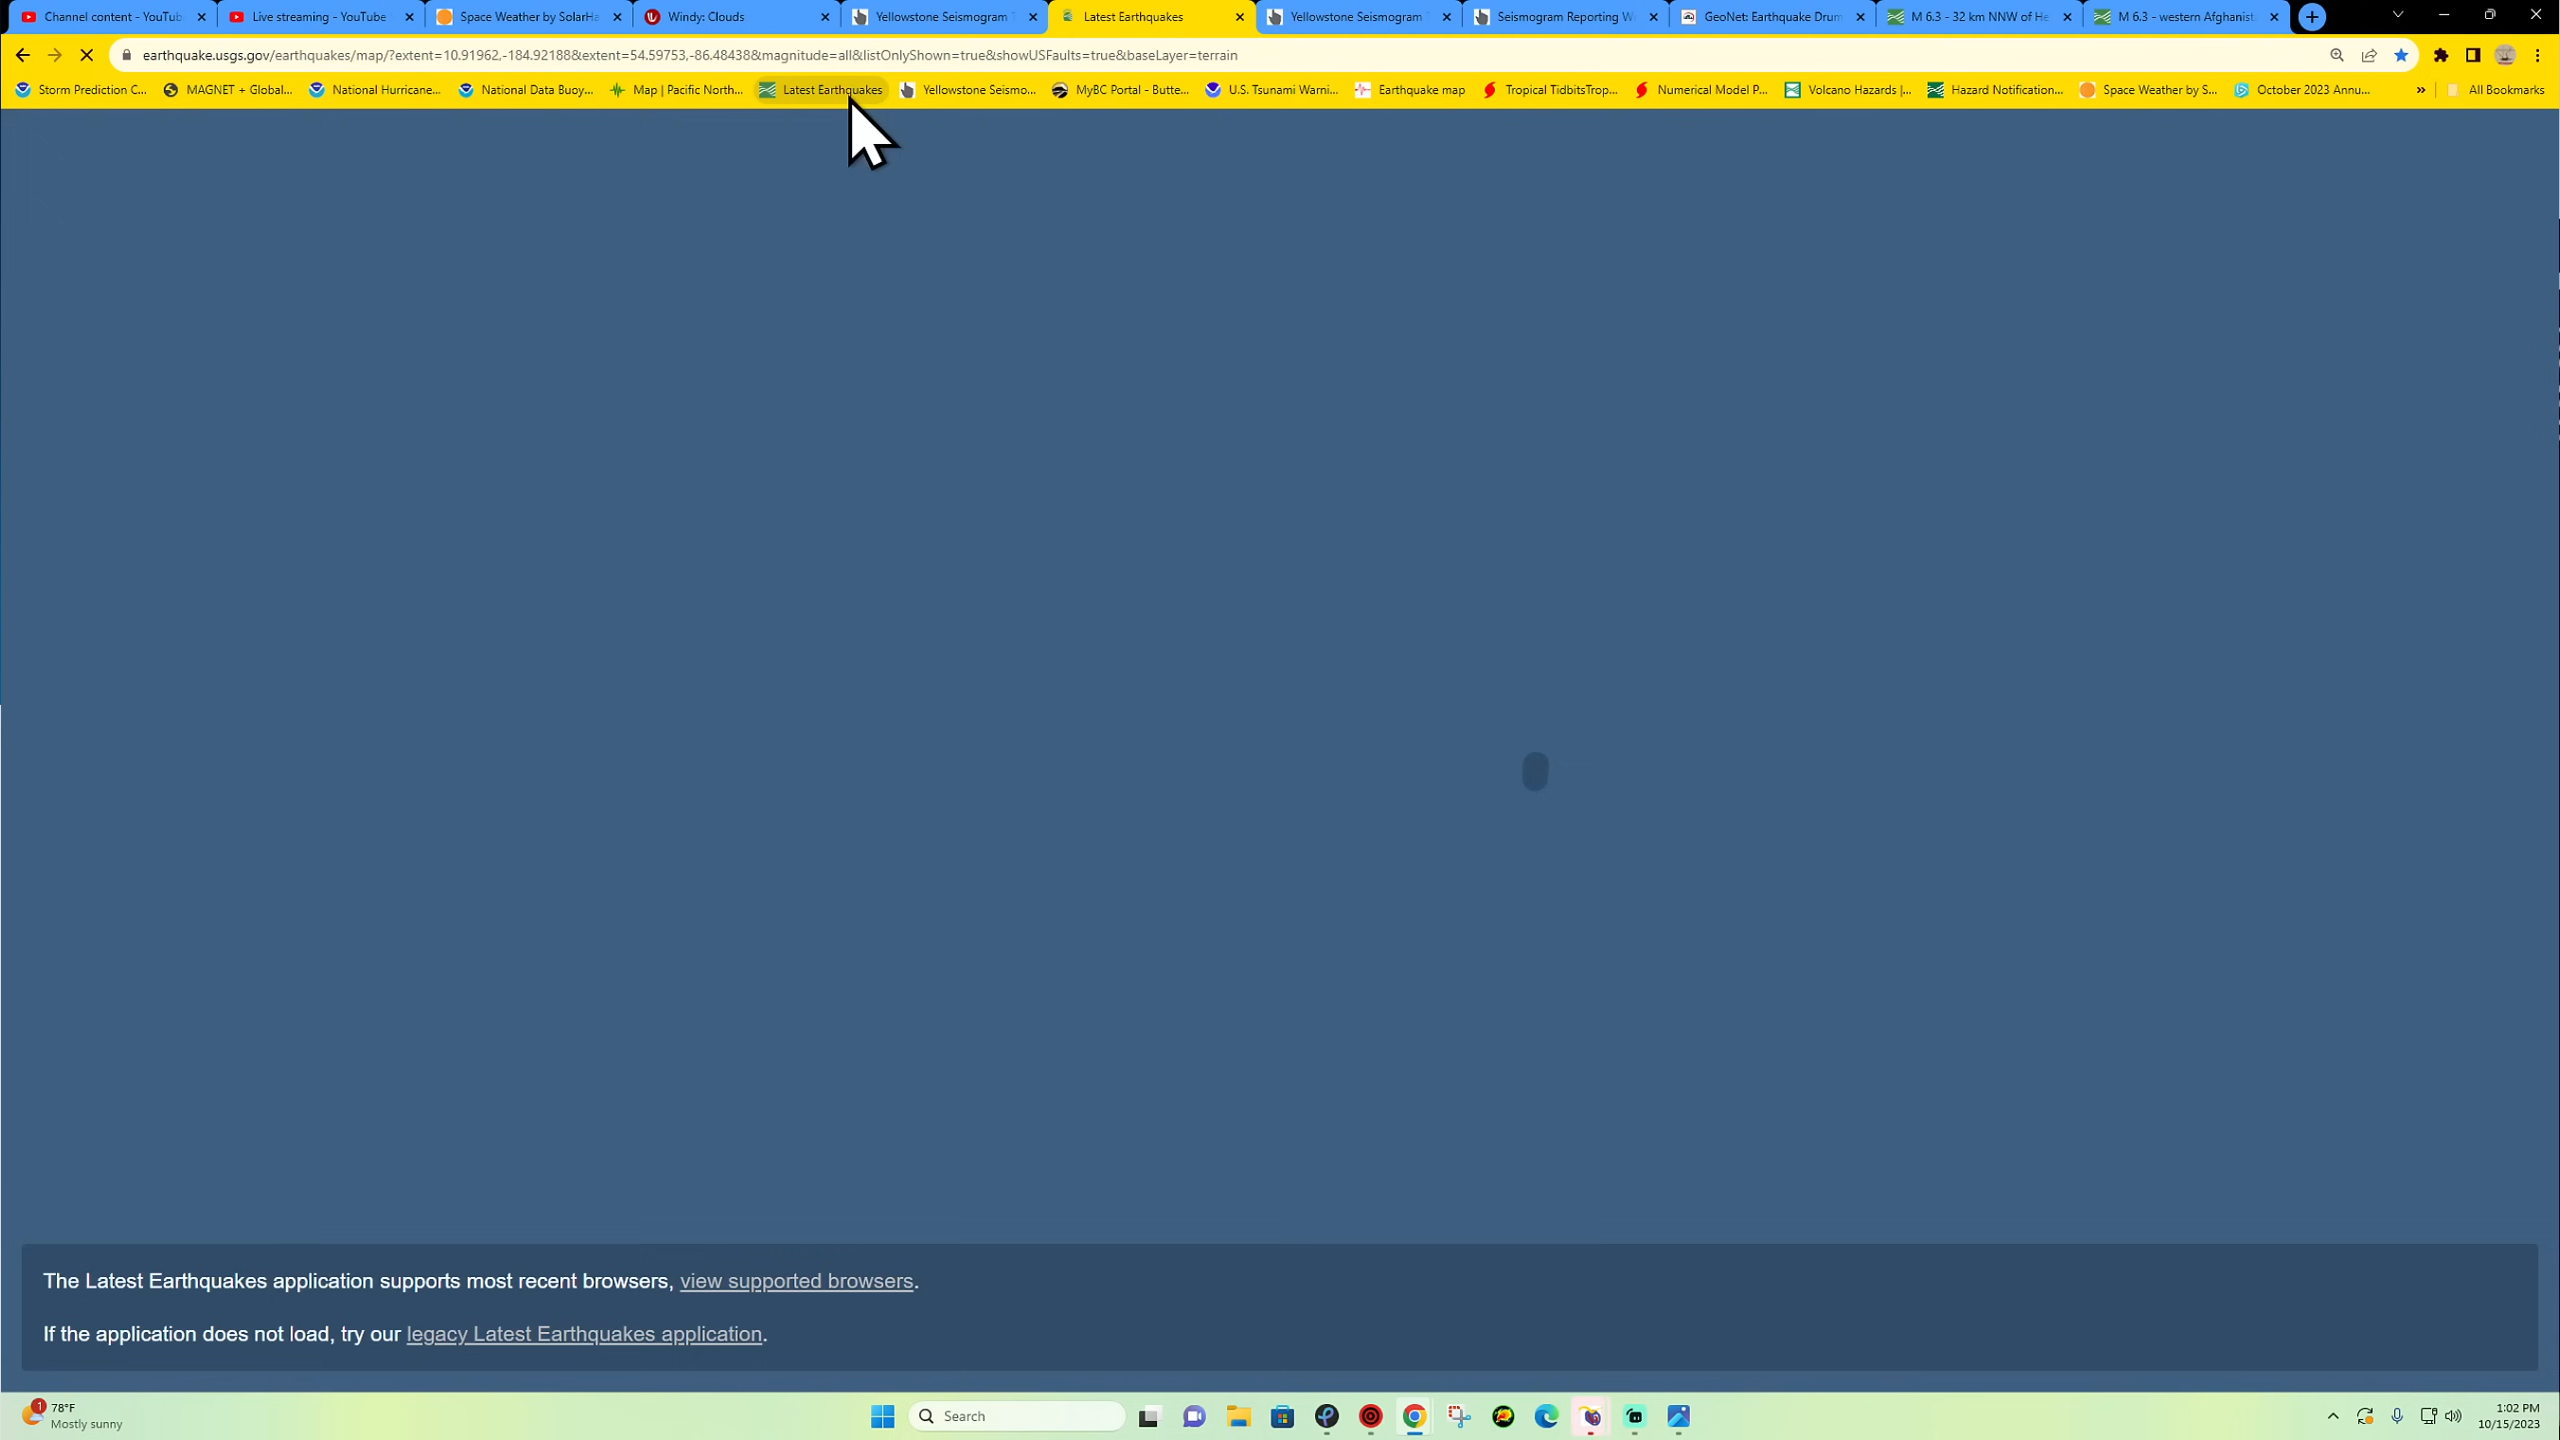 Channel content - YouTub
Live streaming - YouTube
Space Weather by SolarHa
Windy: Clouds
Yellowstone Seismogram T
Latest Earthquakes
Yellowstone Seismogram T
Seismogram Reporting W
GeoNet: Earthquake Drum
M 6.3 - 32 km NNW of He
M 6.3 - western Afghanist
earthquake.usgs.gov/earthquakes/map/?extent=10.91962,-184.92188&extent=54.59753,-86.48438&magnitude=all&listOnlyShown=true&showUSFaults=true&baseLayer=terrain
Storm Prediction C...
MAGNET + Global...
National Hurricane...
National Data Buoy...
Map | Pacific North...
Latest Earthquakes
Yellowstone Seismo...
MyBC Portal - Butte...
U.S. Tsunami Warni...
Earthquake map
Tropical TidbitsTrop...
Numerical Model P...
Volcano Hazards |...
Hazard Notification...
Space Weather by S...
October 2023 Annu...
»
All Bookmarks
The Latest Earthquakes application supports most recent browsers, view supported browsers.
If the application does not load, try our legacy Latest Earthquakes application.
1
78°F
Mostly sunny
Search
1:02 PM
10/15/2023